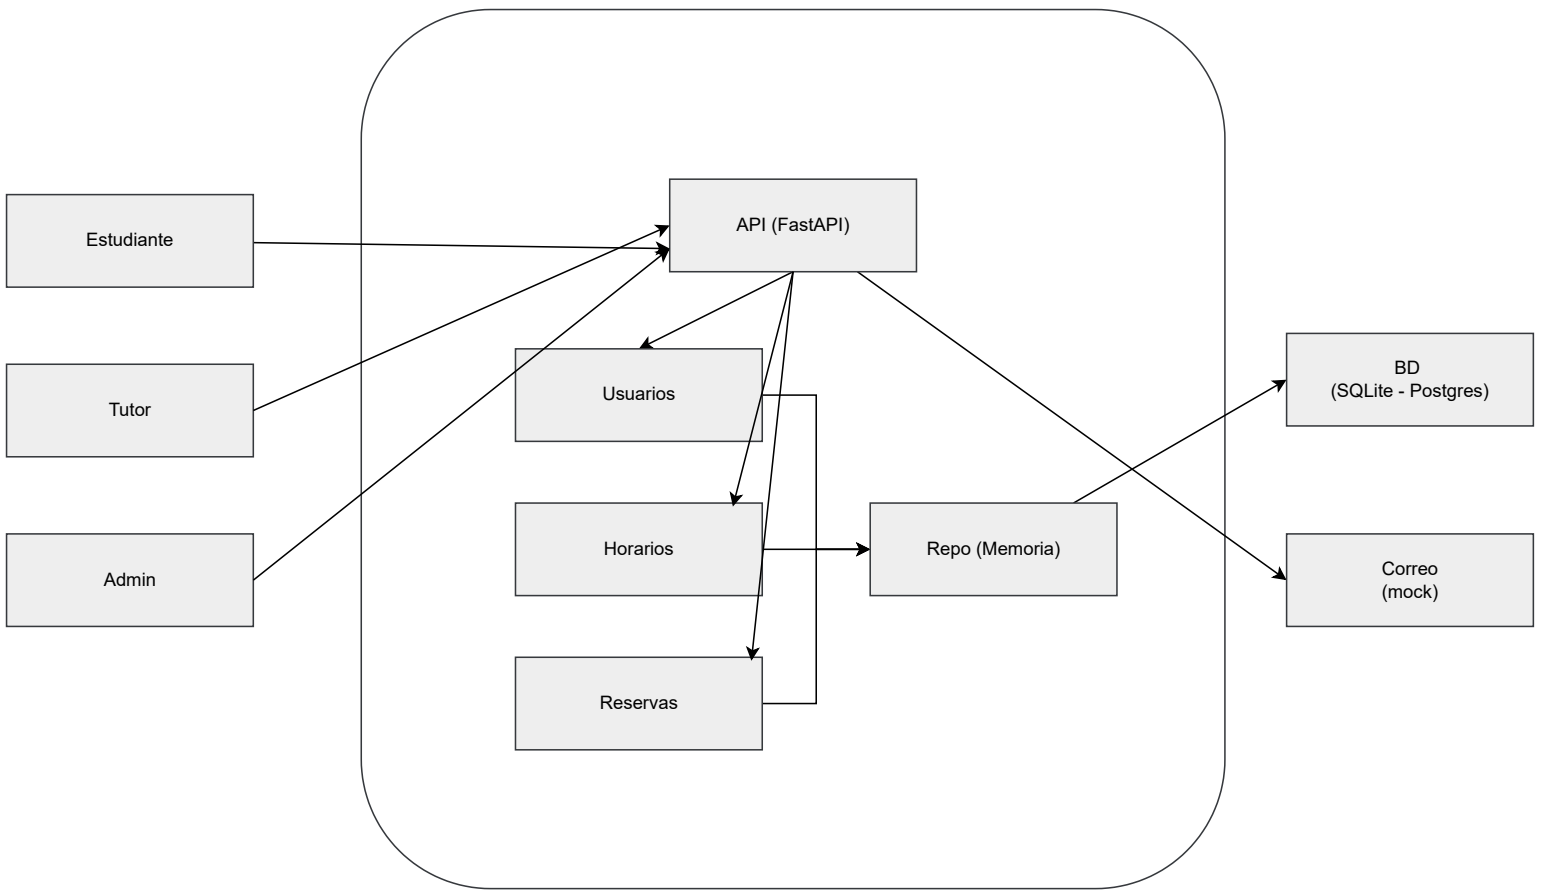 API (FastAPI)
Estudiante
Usuarios
Tutor
BD
(SQLite - Postgres)
Horarios
Repo (Memoria)
Admin
Correo
(mock)
Reservas